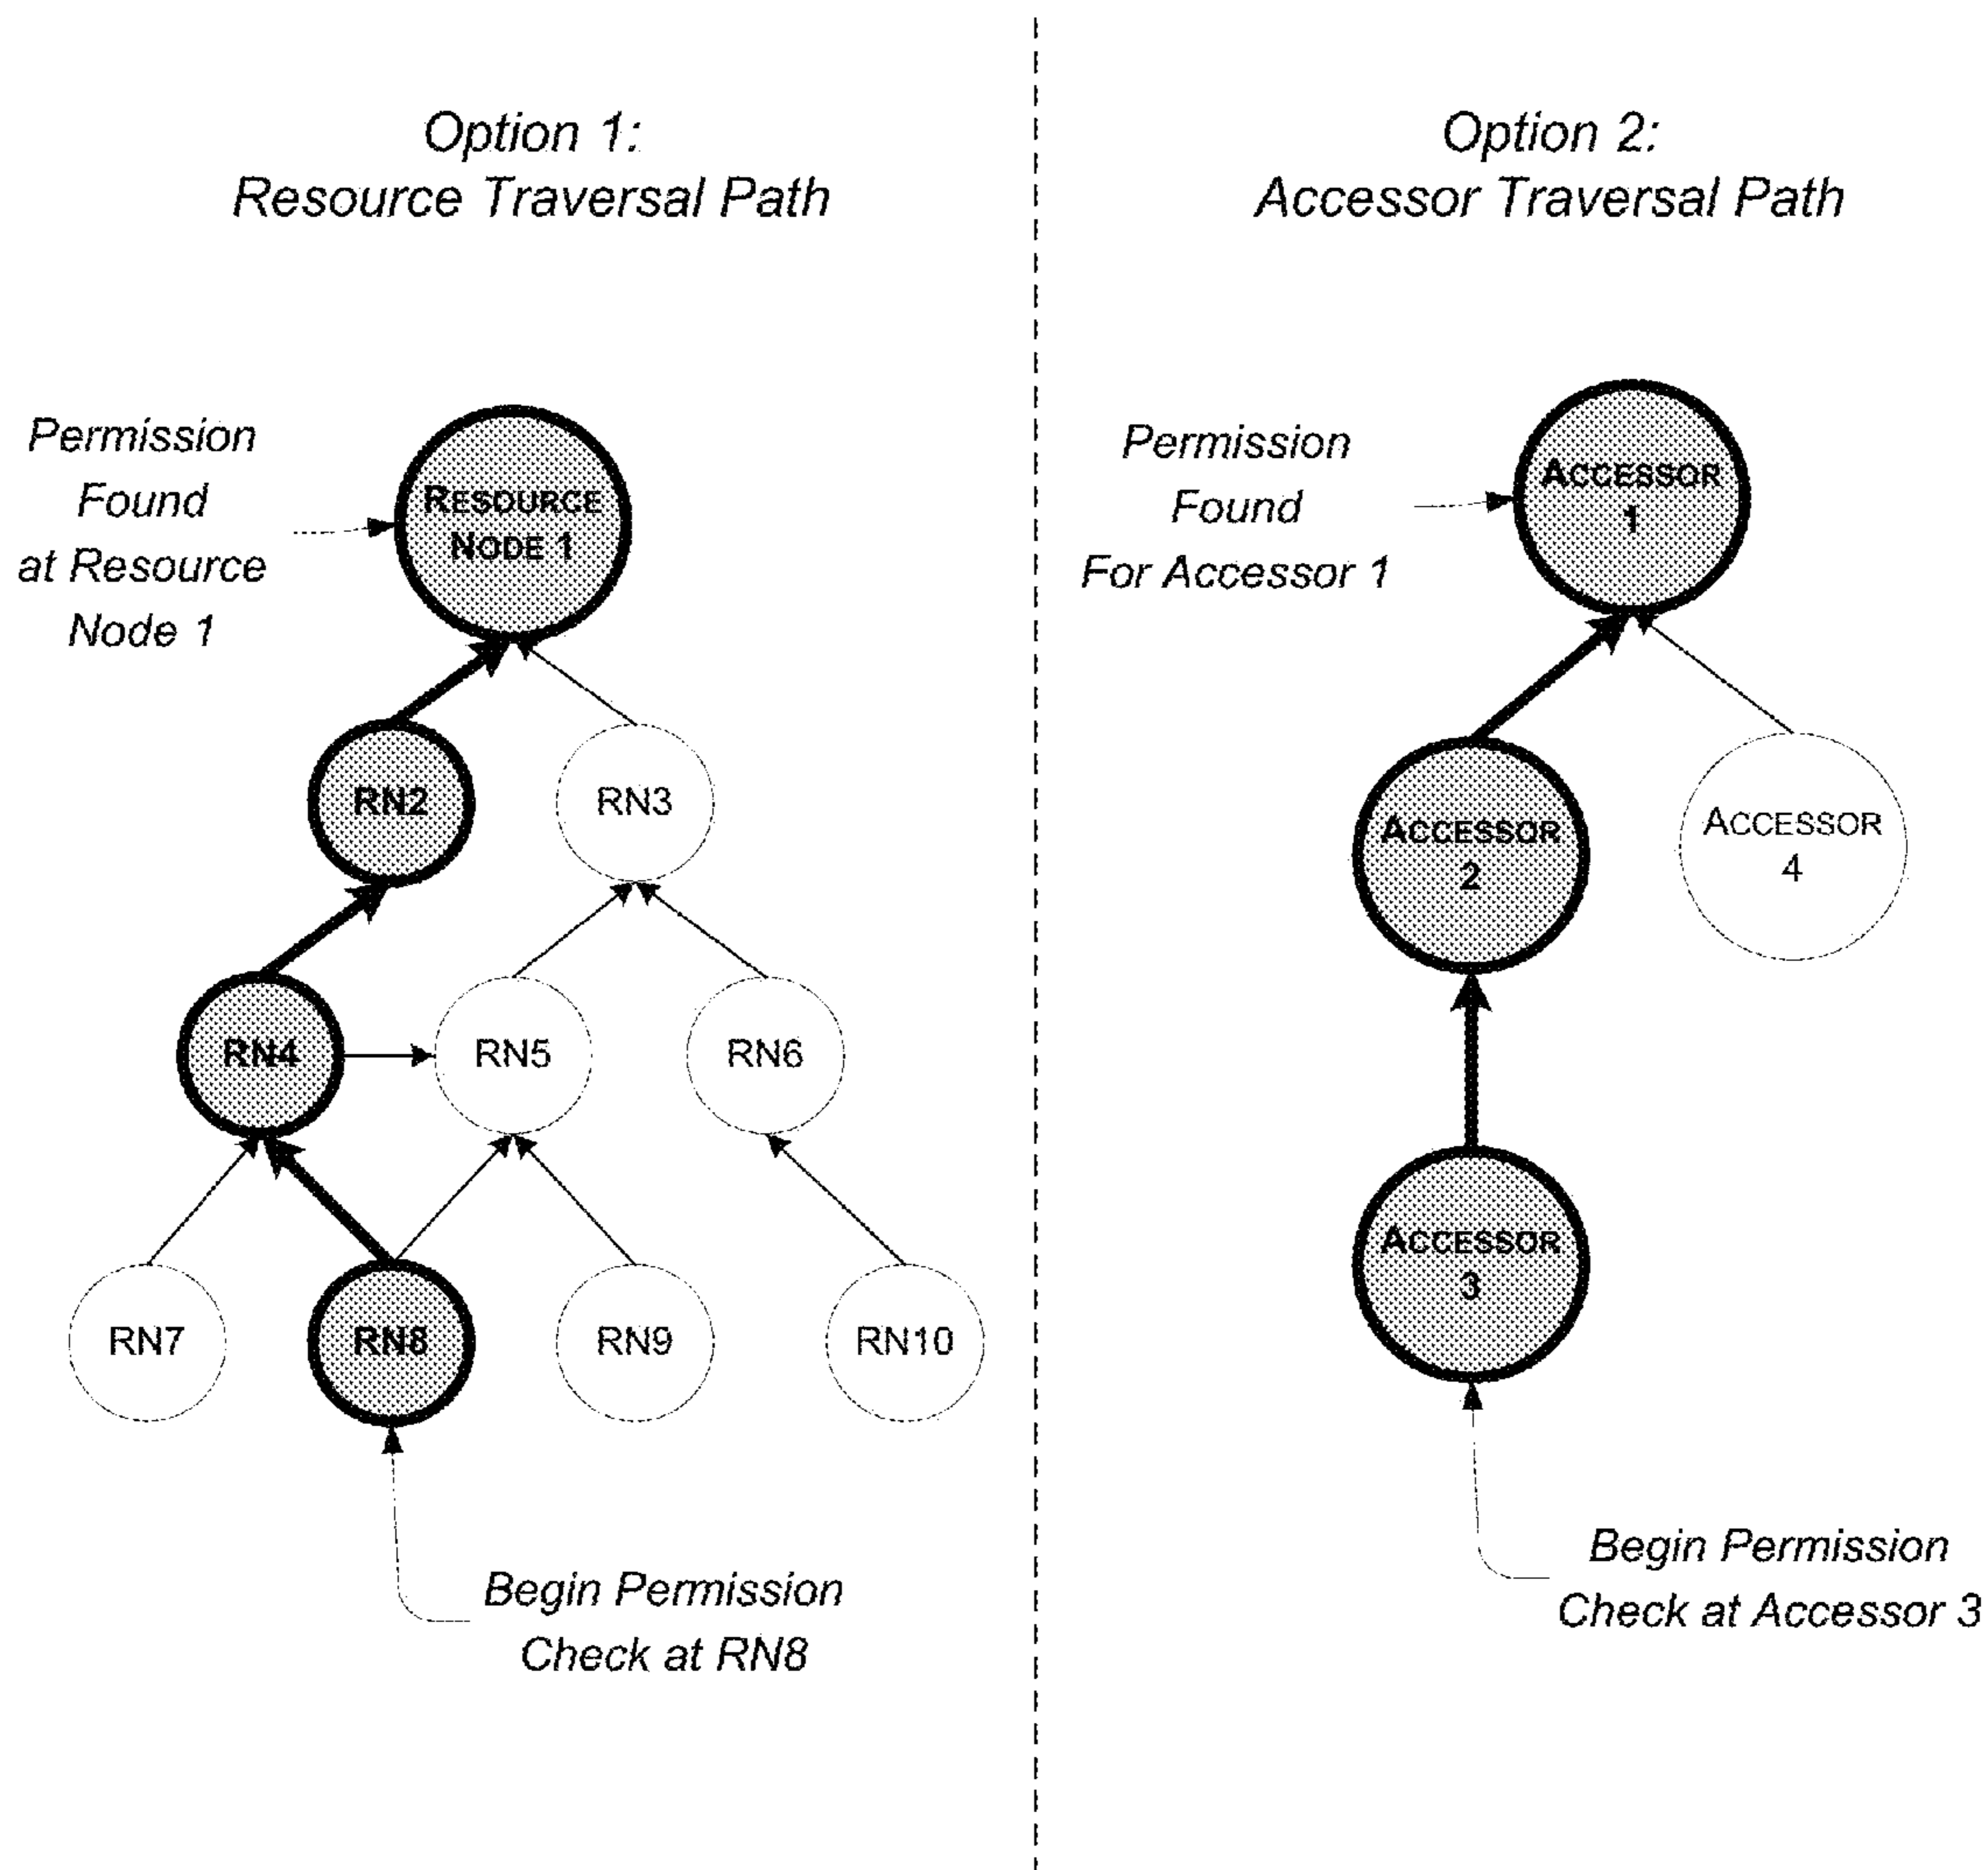 Option 1:
Resource Traversal Path
Permission
Found
at Resource
Node 1
RESOURCE
NODE 1
RN2
RN3
RN4
RN5
RN6
RN7
RN8
RN9
RN10
Begin Permission
Check at RN8
Option 2:
Accessor Traversal Path
Permission
Found
For Accessor 1
ACCESSOR
1
ACCESSOR
2
ACCESSOR
4
ACCESSOR
3
Begin Permission
Check at Accessor 3